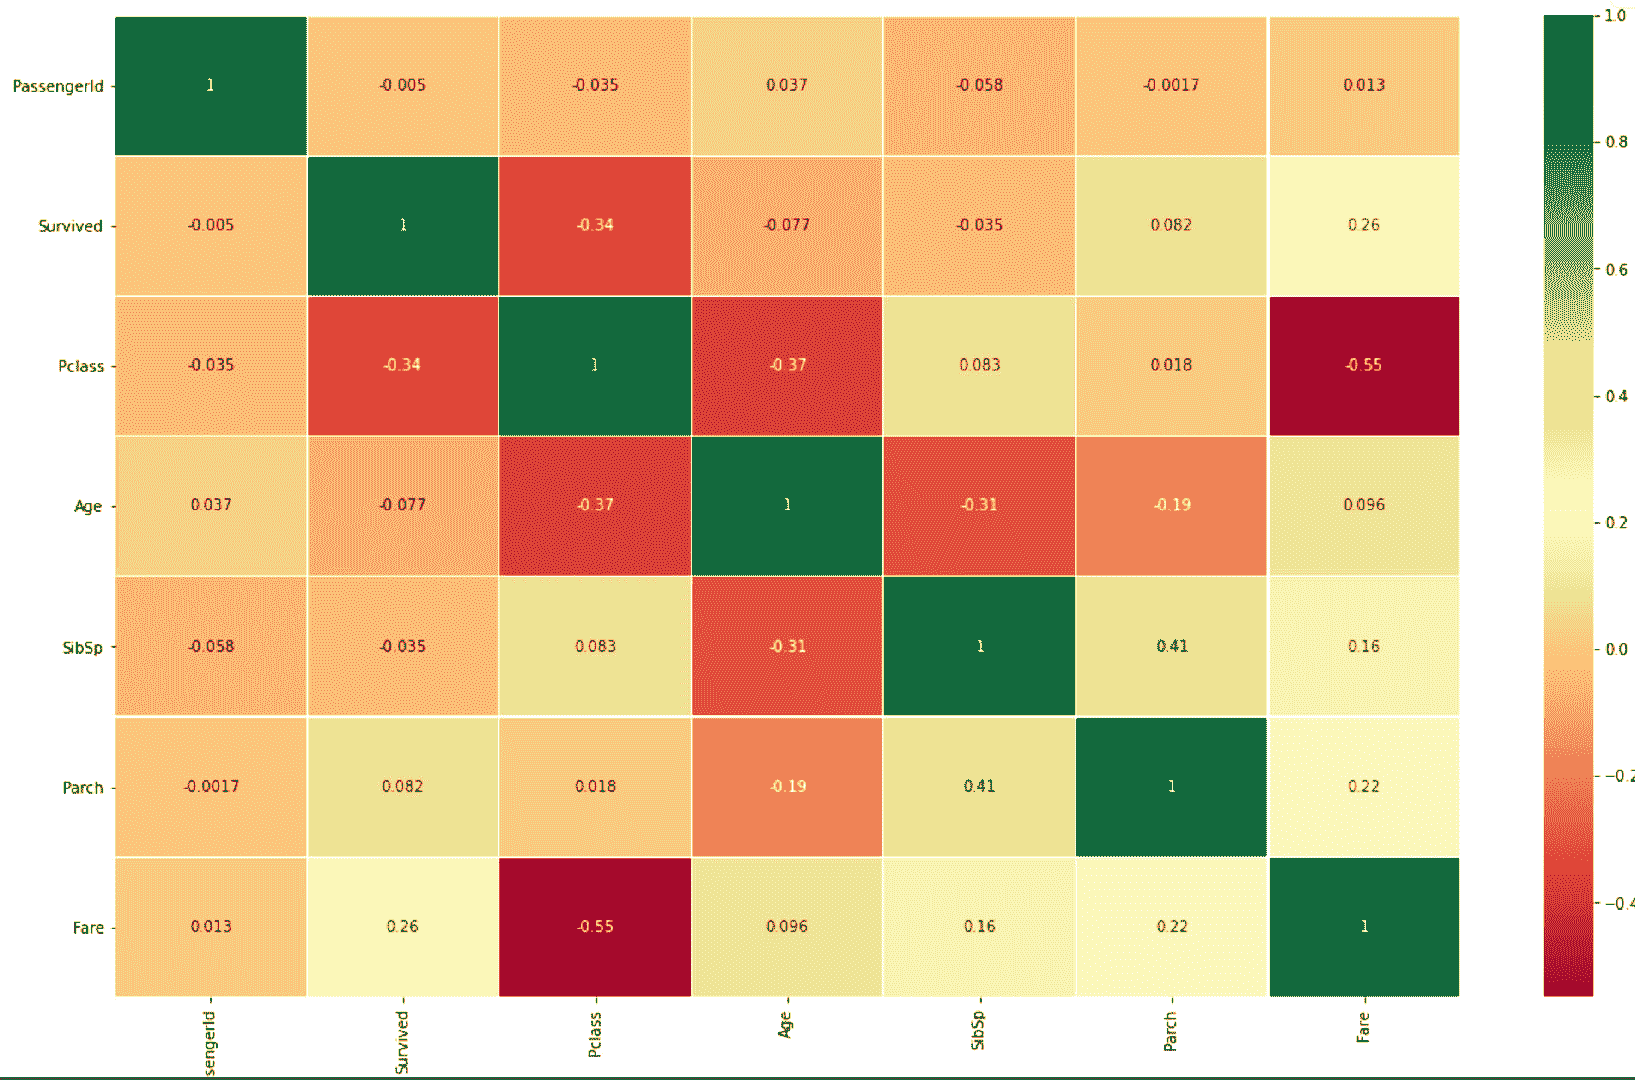 PassengerId 1 -0.005 -0.035 0.037 -0.058 -0.0017 0.013
Survived -0.005 1 -0.34 -0.077 -0.035 0.082 0.26
Pclass -0.035 -0.34 1 -0.37 0.083 0.018 -0.55
Age 0.037 -0.077 -0.37 1 -0.31 -0.19 0.096
SibSp -0.058 -0.035 0.083 -0.31 1 0.41 0.16
Parch -0.0017 0.082 0.018 -0.19 0.41 1 0.22
Fare 0.013 0.26 -0.55 0.096 0.16 0.22 1
sengerId Survived Pclass Age SibSp Parch Fare
1.0
0.8
0.6
0.4
0.2
0.0
−0.2
−0.4